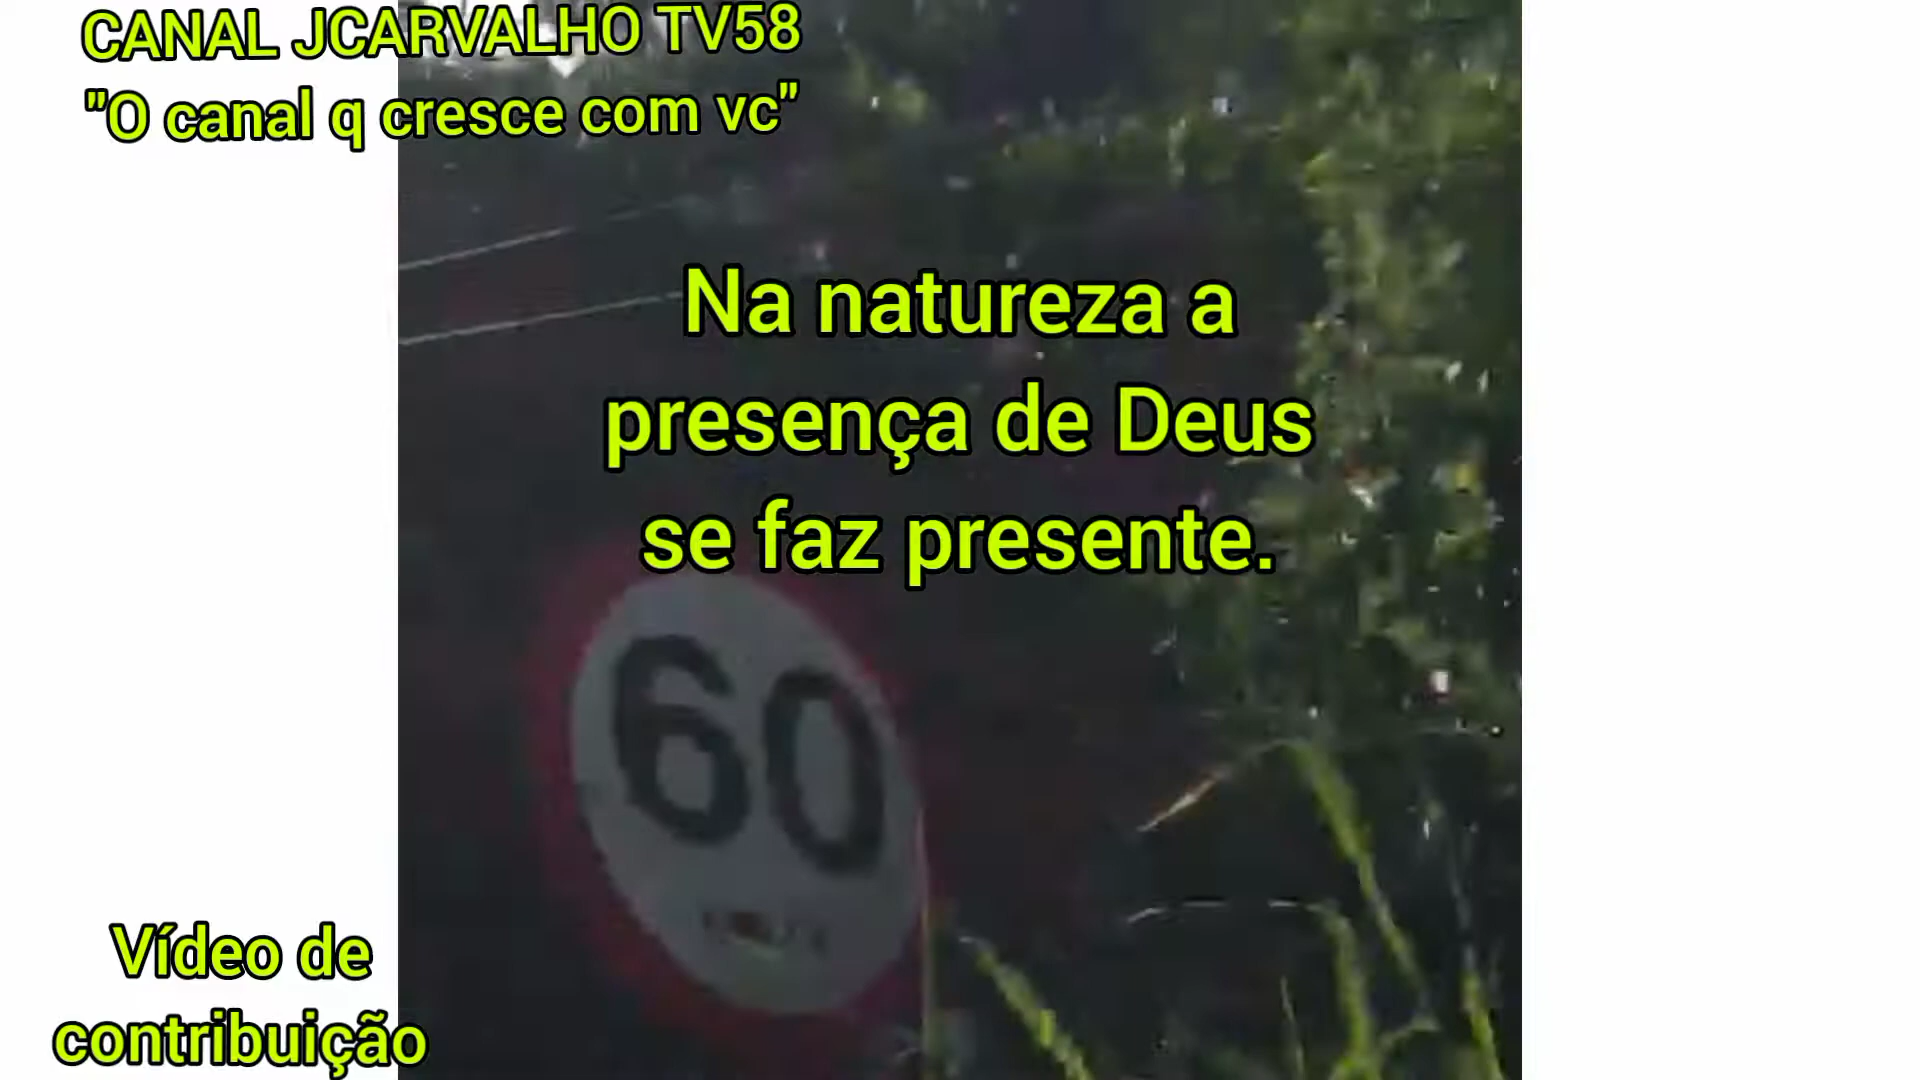 CANAL JCARVALHO TV58
"O canal q cresce com vc"
Na natureza a
presença de Deus
se faz presente.
60
Vídeo de
contribuição